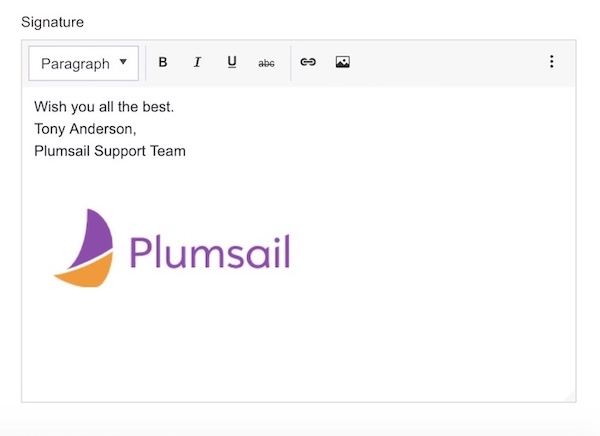 Signature
Paragraph B I U abc
Wish you all the best.
Tony Anderson,
Plumsail Support Team
Plumsail